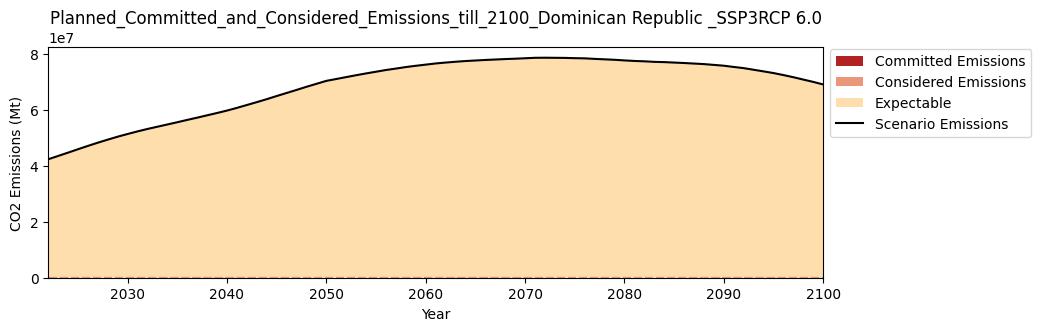 Planned_Committed_and_Considered_Emissions_till_2100_Dominican Republic _SSP3RCP 6.0
1e7
8
6
4
2
0
CO2 Emissions (Mt)
2030 2040 2050 2060 2070 2080 2090 2100
Year
Committed Emissions
Considered Emissions
Expectable
Scenario Emissions